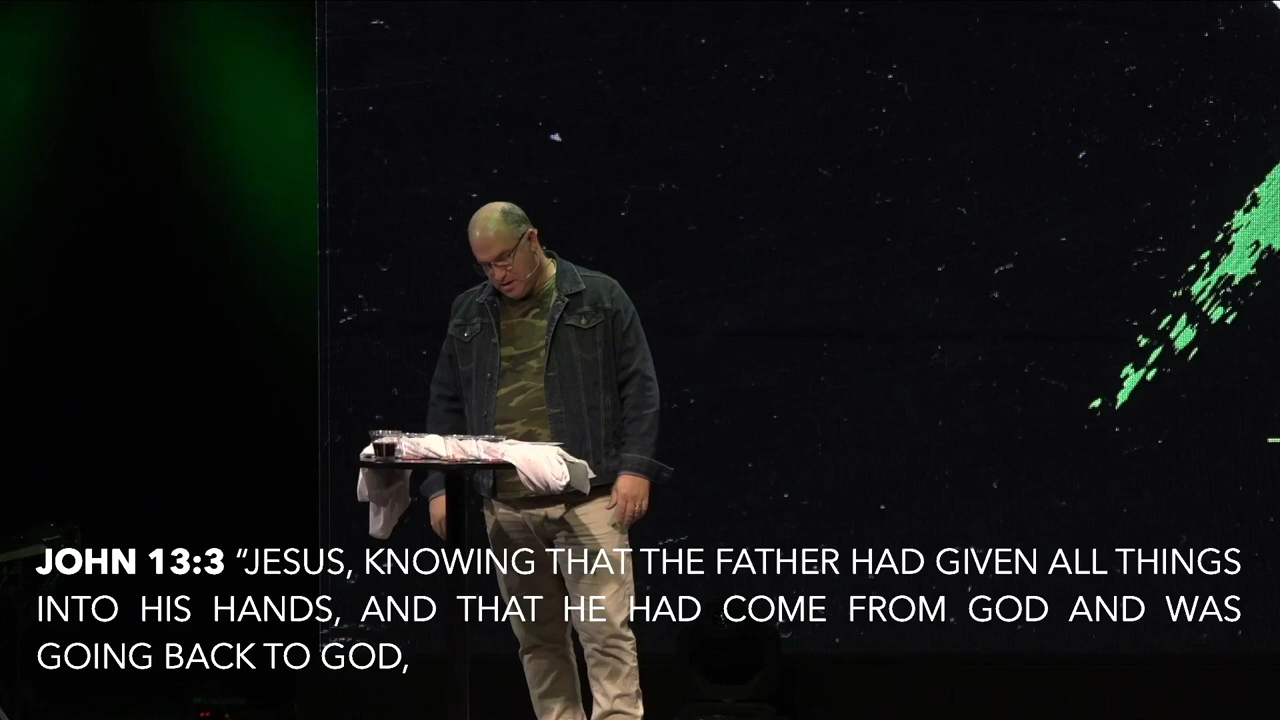 JOHN 13:3 “JESUS, KNOWING THAT THE FATHER HAD GIVEN ALL THINGS
INTO HIS HANDS, AND THAT HE HAD COME FROM GOD AND WAS
GOING BACK TO GOD,